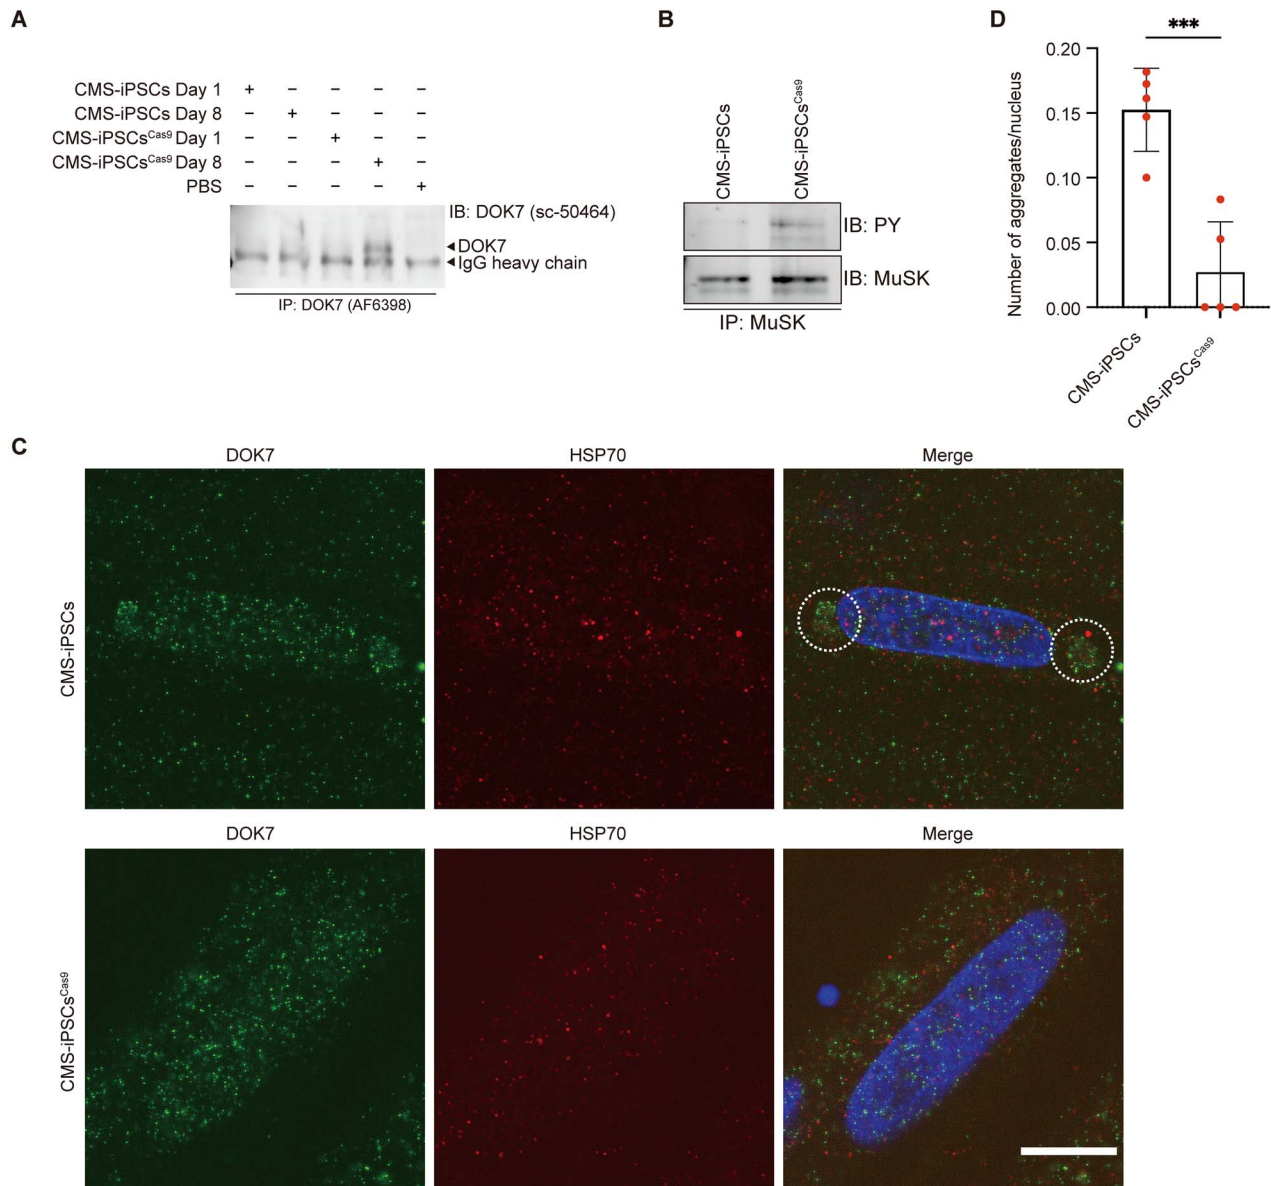 A
CMS-iPSCs Day 1 + − − − −
CMS-iPSCs Day 8 − + − − −
CMS-iPSCsCas9 Day 1 − − + − −
CMS-iPSCsCas9 Day 8 − − − + −
PBS − − − − +
IB: DOK7 (sc-50464)
◄DOK7
◄IgG heavy chain
IP: DOK7 (AF6398)
B
CMS-iPSCs
CMS-iPSCsCas9
IB: PY
IB: MuSK
IP: MuSK
D
***
Number of aggregates/nucleus
0.20
0.15
0.10
0.05
0.00
CMS-iPSCs
CMS-iPSCsCas9
C
DOK7 HSP70 Merge
CMS-iPSCs
DOK7 HSP70 Merge
CMS-iPSCsCas9